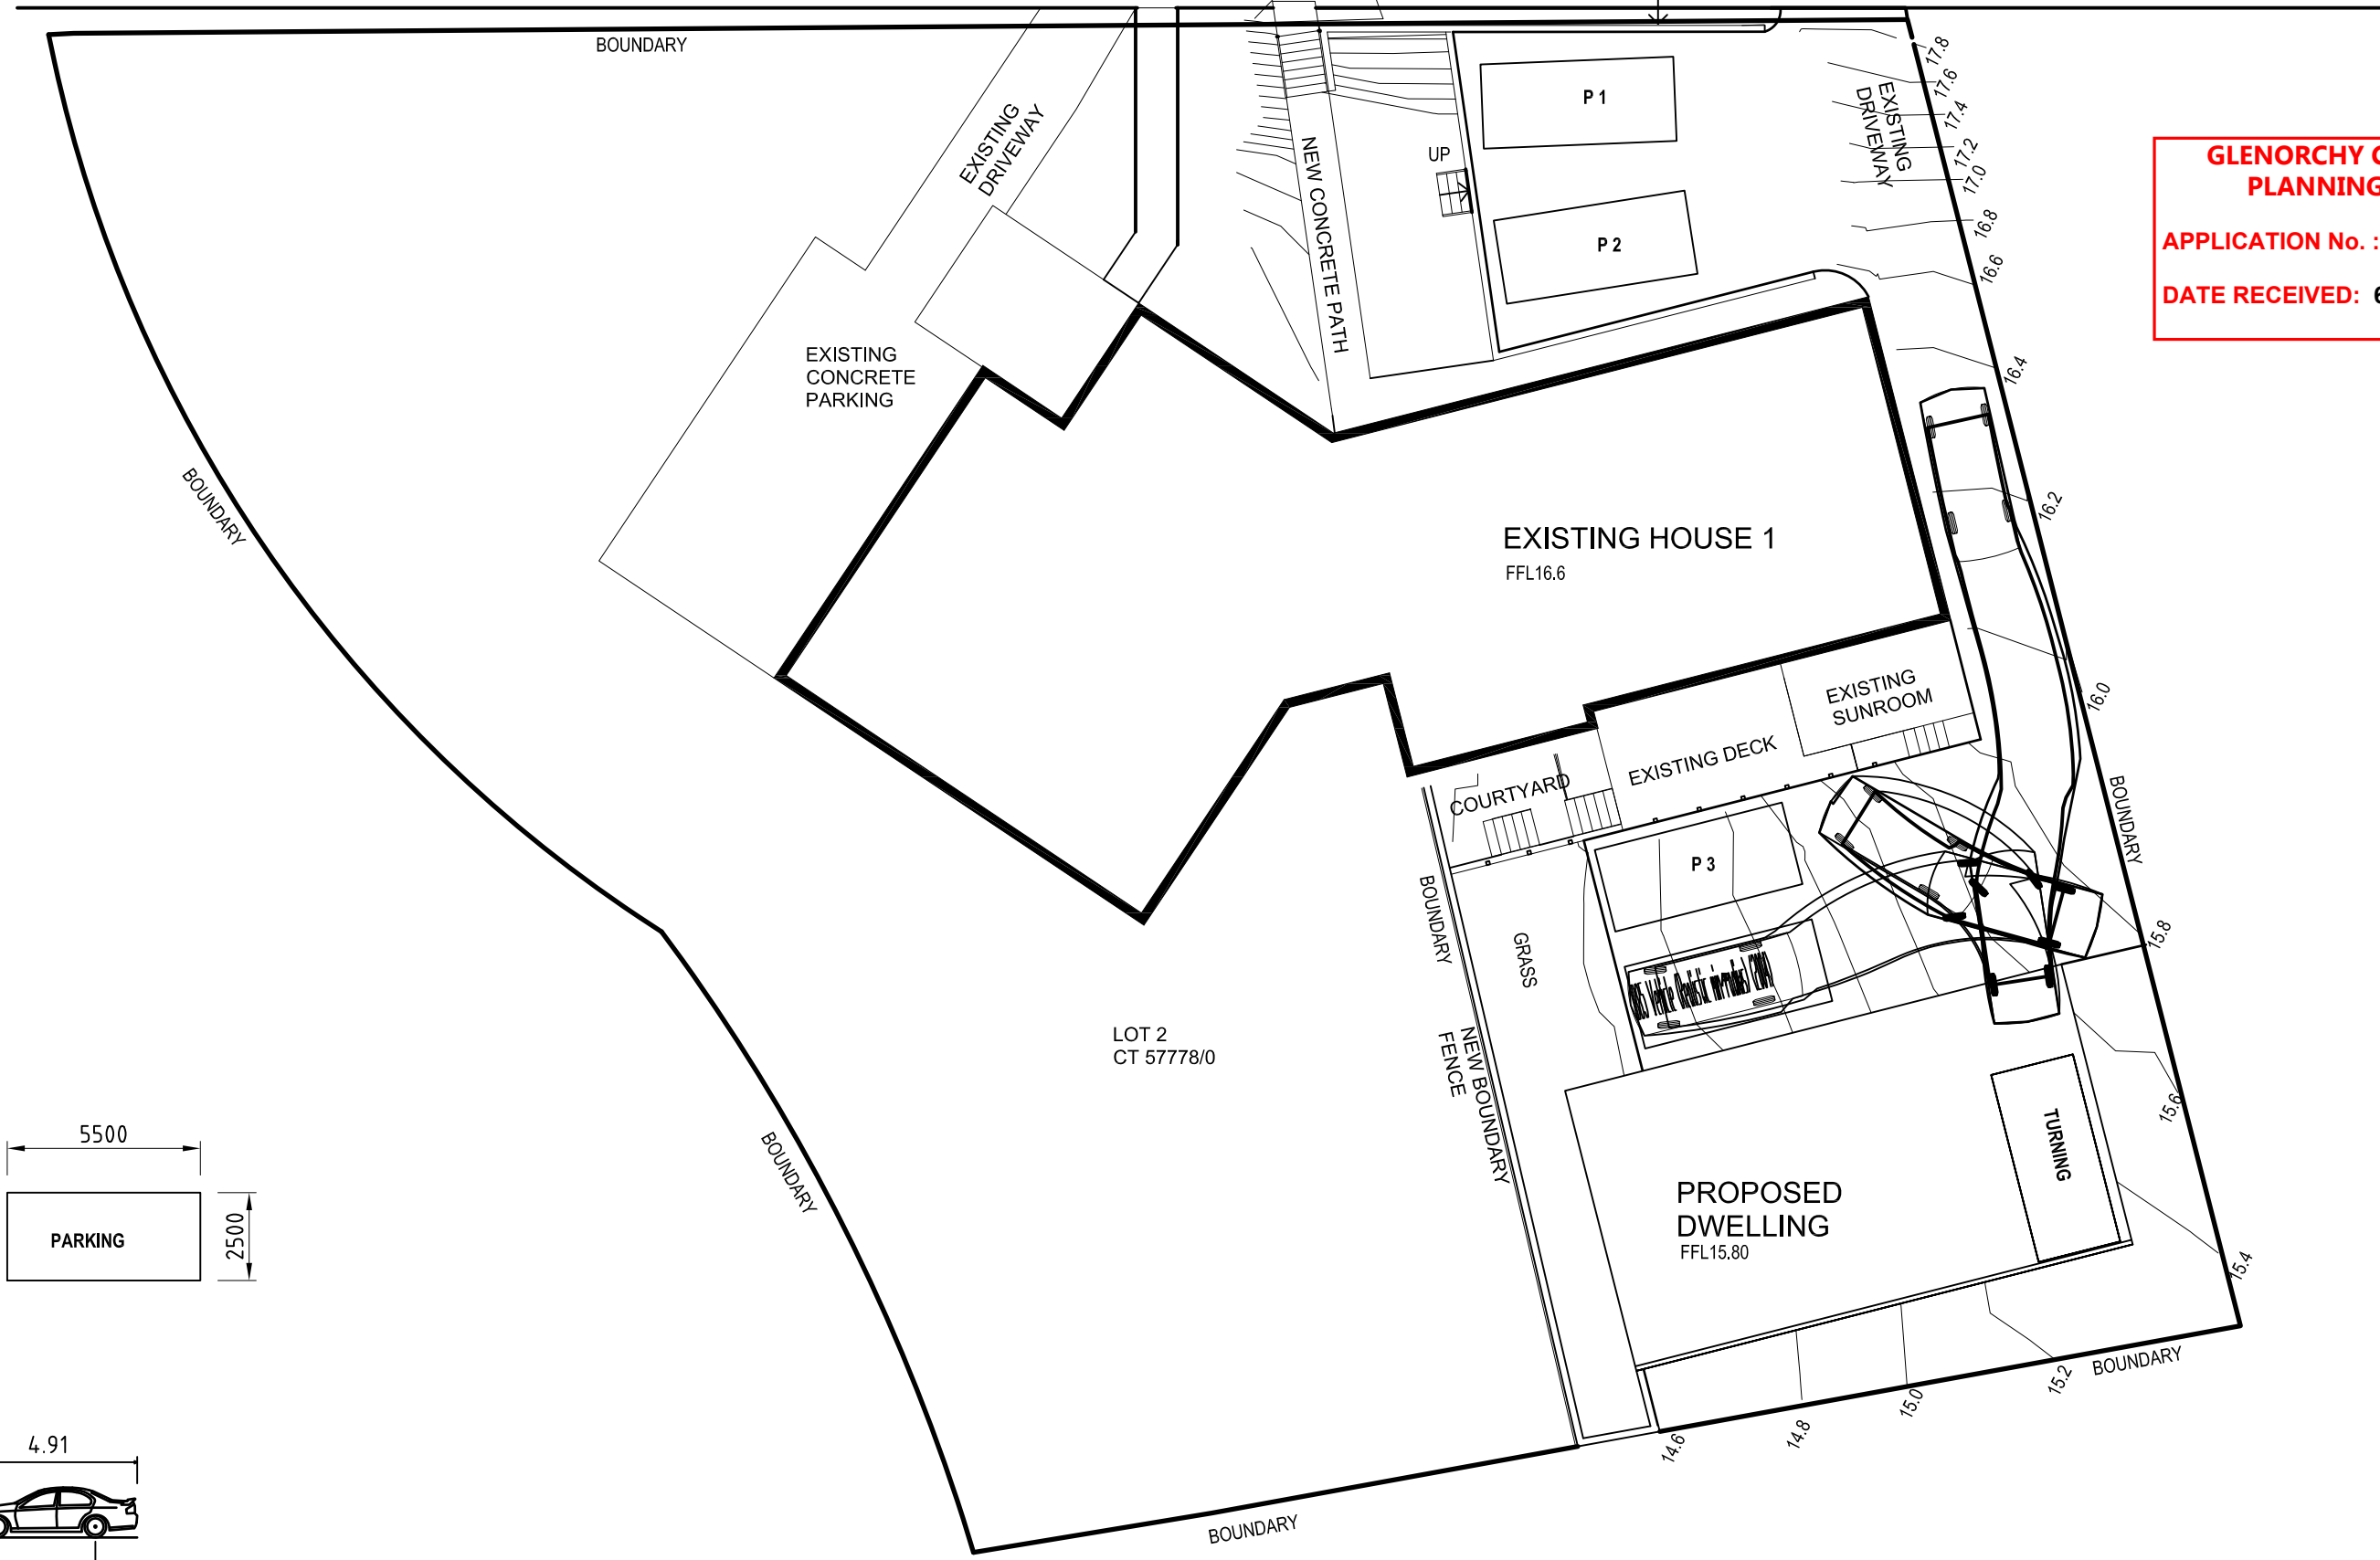 BOUNDARY
17.8
17.6
17.4
17.2
17.0
16.8
16.6
16.4
16.2
16.0
15.8
15.6
15.4
15.2
15.0
14.8
14.6
EXISTING
DRIVEWAY
EXISTING
DRIVEWAY
P 1
P 2
UP
NEW CONCRETE PATH
GLENORCHY C
PLANNING
APPLICATION No. :
DATE RECEIVED:
EXISTING
CONCRETE
PARKING
BOUNDARY
EXISTING HOUSE 1
FFL16.6
EXISTING
SUNROOM
EXISTING DECK
COURTYARD
BOUNDARY
P 3
BOUNDARY
GRASS
NEW BOUNDARY
FENCE
LOT 2
CT 57778/0
BOUNDARY
TURNING
PROPOSED
DWELLING
FFL15.80
BOUNDARY
BOUNDARY
5500
PARKING
2500
4.91